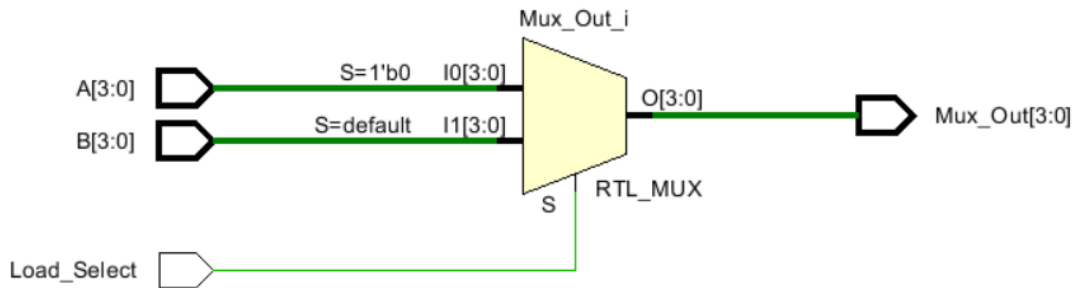 Mux_Out_i
A[3:0] S=1'b0 I0[3:0]
O[3:0] Mux_Out[3:0]
B[3:0] S=default I1[3:0]
S RTL_MUX
Load_Select